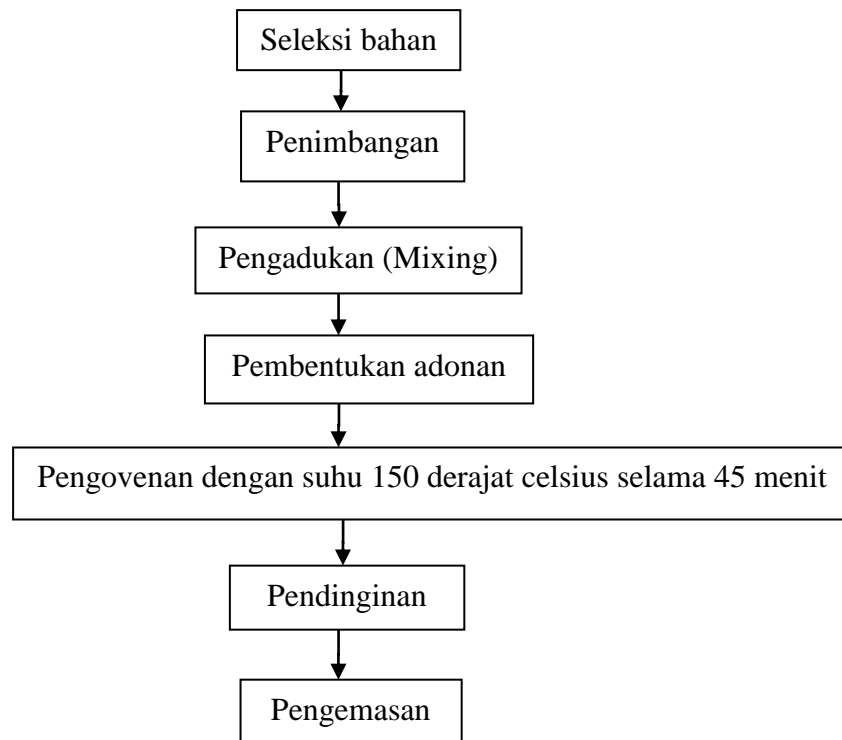 Seleksi bahan
Penimbangan
Pengadukan (Mixing)
Pembentukan adonan
Pengovenan dengan suhu 150 derajat celsius selama 45 menit
Pendinginan
Pengemasan